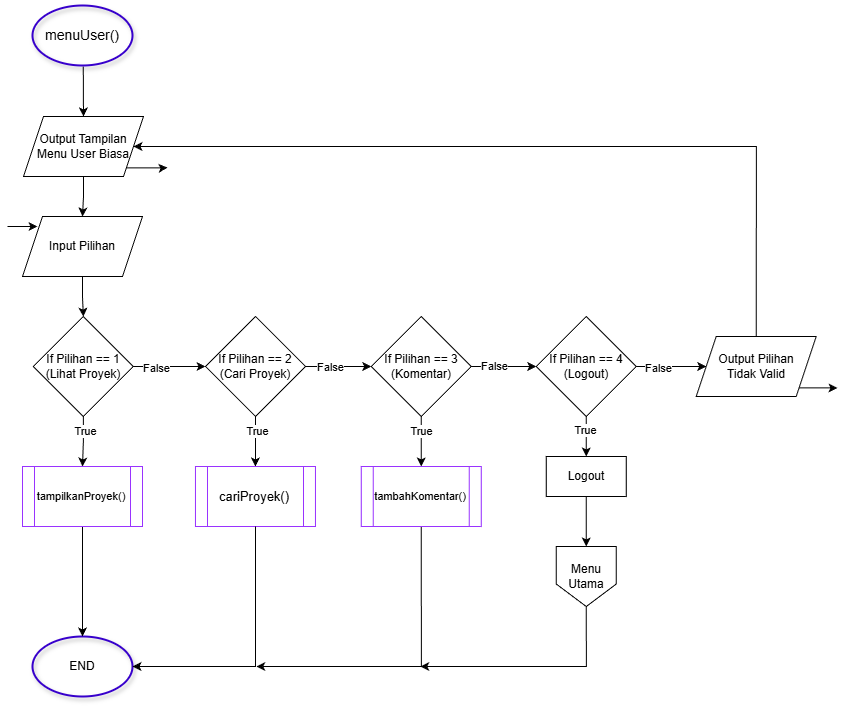 menuUser()
Output Tampilan
Menu User Biasa
Input Pilihan
If Pilihan == 1
(Lihat Proyek)
False
If Pilihan == 2
(Cari Proyek)
False
If Pilihan == 3
(Komentar)
False
If Pilihan == 4
(Logout)
False
Output Pilihan
Tidak Valid
True
True
True
True
tampilkanProyek()
cariProyek()
tambahKomentar()
Logout
Menu
Utama
END